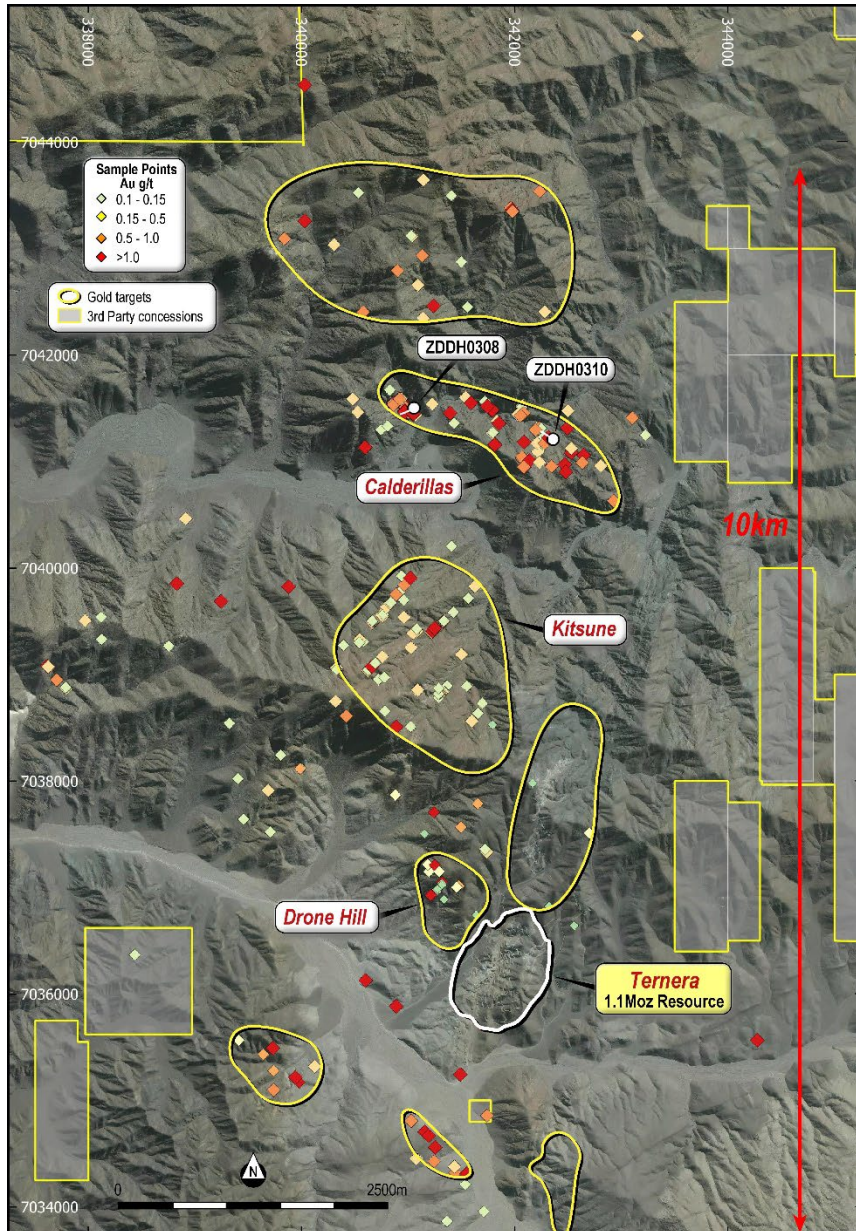 338000
340000
342000
344000
7044000
Sample Points
Au g/t
0.1 - 0.15
0.15 - 0.5
0.5 - 1.0
>1.0
Gold targets
3rd Party concessions
7042000
ZDDH0308
ZDDH0310
Calderillas
10km
7040000
Kitsune
7038000
Drone Hill
Ternera
1.1Moz Resource
7036000
N
0
2500m
7034000